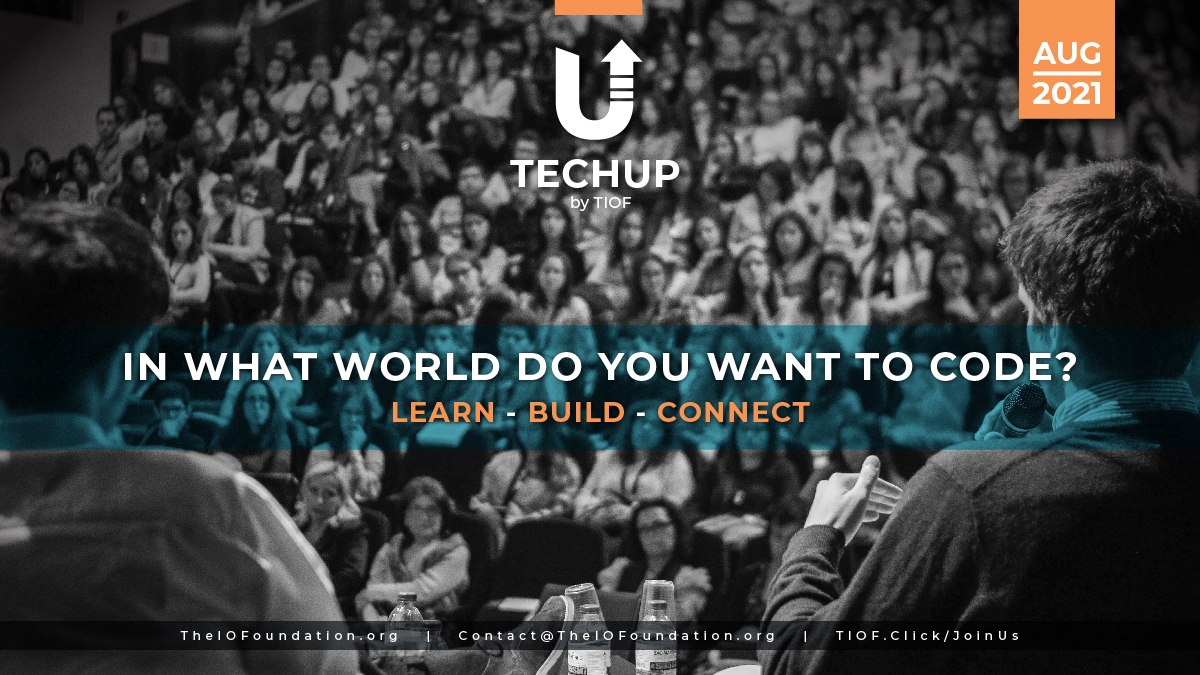 AUG
2021
TECHUP
by TIOF
IN WHAT WORLD DO YOU WANT TO CODE?
LEARN - BUILD - CONNECT
TheIOFoundation.org | Contact@TheIOFoundation.org | TIOF.Click/JoinUs